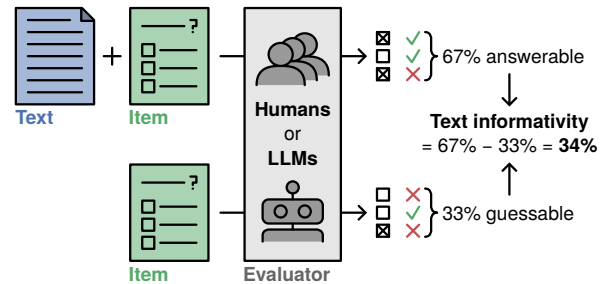 ?
+
Text
Item
Humans
or
LLMs
67% answerable
Text informativity
= 67% − 33% = 34%
?
33% guessable
Item
Evaluator